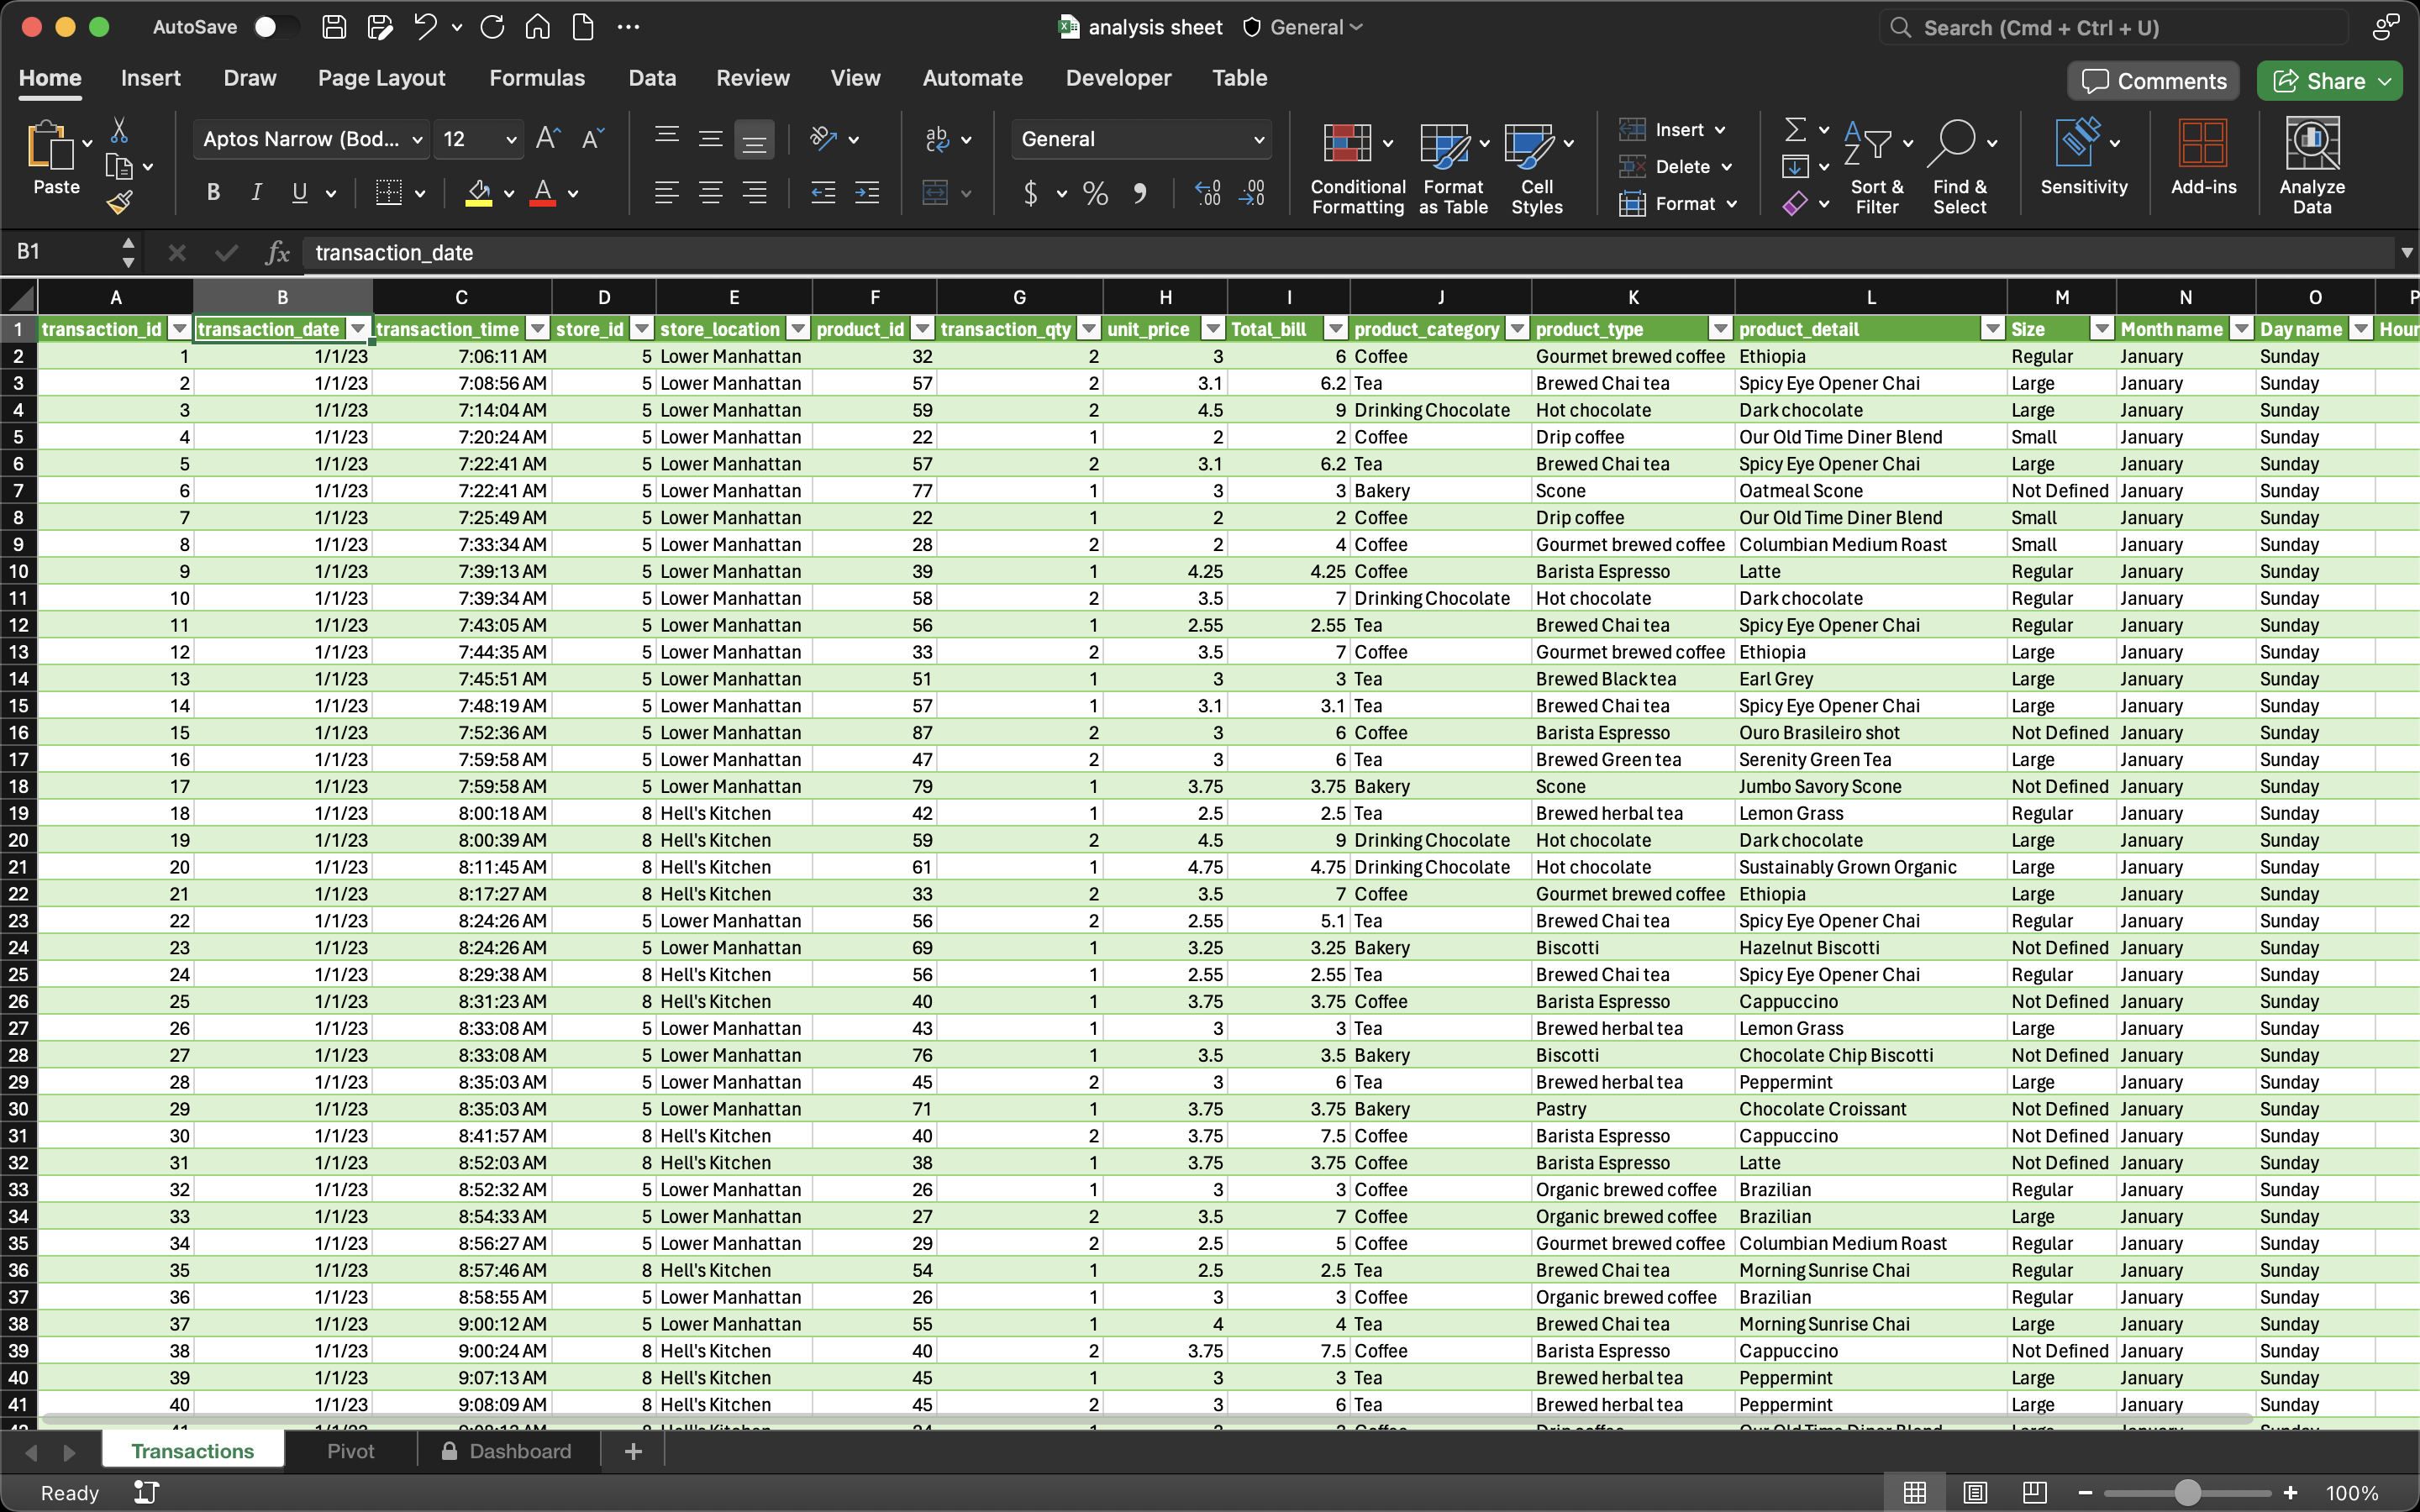 AutoSave analysis sheet General Search (Cmd + Ctrl + U)
Home Insert Draw Page Layout Formulas Data Review View Automate Developer Table Comments Share
Paste Aptos Narrow (Bod... 12 General Conditional Formatting Format as Table Cell Styles Insert Delete Format Sort & Filter Find & Select Sensitivity Add-ins Analyze Data
B1 fx transaction_date
A B C D E F G H I J K L M N O P
1 transaction_id transaction_date transaction_time store_id store_location product_id transaction_qty unit_price Total_bill product_category product_type product_detail Size Month name Day name Hour
2 1 1/1/23 7:06:11 AM 5 Lower Manhattan 32 2 3 6 Coffee Gourmet brewed coffee Ethiopia Regular January Sunday
3 2 1/1/23 7:08:56 AM 5 Lower Manhattan 57 2 3.1 6.2 Tea Brewed Chai tea Spicy Eye Opener Chai Large January Sunday
4 3 1/1/23 7:14:04 AM 5 Lower Manhattan 59 2 4.5 9 Drinking Chocolate Hot chocolate Dark chocolate Large January Sunday
5 4 1/1/23 7:20:24 AM 5 Lower Manhattan 22 1 2 2 Coffee Drip coffee Our Old Time Diner Blend Small January Sunday
6 5 1/1/23 7:22:41 AM 5 Lower Manhattan 57 2 3.1 6.2 Tea Brewed Chai tea Spicy Eye Opener Chai Large January Sunday
7 6 1/1/23 7:22:41 AM 5 Lower Manhattan 77 1 3 3 Bakery Scone Oatmeal Scone Not Defined January Sunday
8 7 1/1/23 7:25:49 AM 5 Lower Manhattan 22 1 2 2 Coffee Drip coffee Our Old Time Diner Blend Small January Sunday
9 8 1/1/23 7:33:34 AM 5 Lower Manhattan 28 2 2 4 Coffee Gourmet brewed coffee Columbian Medium Roast Small January Sunday
10 9 1/1/23 7:39:13 AM 5 Lower Manhattan 39 1 4.25 4.25 Coffee Barista Espresso Latte Regular January Sunday
11 10 1/1/23 7:39:34 AM 5 Lower Manhattan 58 2 3.5 7 Drinking Chocolate Hot chocolate Dark chocolate Regular January Sunday
12 11 1/1/23 7:43:05 AM 5 Lower Manhattan 56 1 2.55 2.55 Tea Brewed Chai tea Spicy Eye Opener Chai Regular January Sunday
13 12 1/1/23 7:44:35 AM 5 Lower Manhattan 33 2 3.5 7 Coffee Gourmet brewed coffee Ethiopia Large January Sunday
14 13 1/1/23 7:45:51 AM 5 Lower Manhattan 51 1 3 3 Tea Brewed Black tea Earl Grey Large January Sunday
15 14 1/1/23 7:48:19 AM 5 Lower Manhattan 57 1 3.1 3.1 Tea Brewed Chai tea Spicy Eye Opener Chai Large January Sunday
16 15 1/1/23 7:52:36 AM 5 Lower Manhattan 87 2 3 6 Coffee Barista Espresso Ouro Brasileiro shot Not Defined January Sunday
17 16 1/1/23 7:59:58 AM 5 Lower Manhattan 47 2 3 6 Tea Brewed Green tea Serenity Green Tea Large January Sunday
18 17 1/1/23 7:59:58 AM 5 Lower Manhattan 79 1 3.75 3.75 Bakery Scone Jumbo Savory Scone Not Defined January Sunday
19 18 1/1/23 8:00:18 AM 8 Hell's Kitchen 42 1 2.5 2.5 Tea Brewed herbal tea Lemon Grass Regular January Sunday
20 19 1/1/23 8:00:39 AM 8 Hell's Kitchen 59 2 4.5 9 Drinking Chocolate Hot chocolate Dark chocolate Large January Sunday
21 20 1/1/23 8:11:45 AM 8 Hell's Kitchen 61 1 4.75 4.75 Drinking Chocolate Hot chocolate Sustainably Grown Organic Large January Sunday
22 21 1/1/23 8:17:27 AM 8 Hell's Kitchen 33 2 3.5 7 Coffee Gourmet brewed coffee Ethiopia Large January Sunday
23 22 1/1/23 8:24:26 AM 5 Lower Manhattan 56 2 2.55 5.1 Tea Brewed Chai tea Spicy Eye Opener Chai Regular January Sunday
24 23 1/1/23 8:24:26 AM 5 Lower Manhattan 69 1 3.25 3.25 Bakery Biscotti Hazelnut Biscotti Not Defined January Sunday
25 24 1/1/23 8:29:38 AM 8 Hell's Kitchen 56 1 2.55 2.55 Tea Brewed Chai tea Spicy Eye Opener Chai Regular January Sunday
26 25 1/1/23 8:31:23 AM 8 Hell's Kitchen 40 1 3.75 3.75 Coffee Barista Espresso Cappuccino Not Defined January Sunday
27 26 1/1/23 8:33:08 AM 5 Lower Manhattan 43 1 3 3 Tea Brewed herbal tea Lemon Grass Large January Sunday
28 27 1/1/23 8:33:08 AM 5 Lower Manhattan 76 1 3.5 3.5 Bakery Biscotti Chocolate Chip Biscotti Not Defined January Sunday
29 28 1/1/23 8:35:03 AM 5 Lower Manhattan 45 2 3 6 Tea Brewed herbal tea Peppermint Large January Sunday
30 29 1/1/23 8:35:03 AM 5 Lower Manhattan 71 1 3.75 3.75 Bakery Pastry Chocolate Croissant Not Defined January Sunday
31 30 1/1/23 8:41:57 AM 8 Hell's Kitchen 40 2 3.75 7.5 Coffee Barista Espresso Cappuccino Not Defined January Sunday
32 31 1/1/23 8:52:03 AM 8 Hell's Kitchen 38 1 3.75 3.75 Coffee Barista Espresso Latte Not Defined January Sunday
33 32 1/1/23 8:52:32 AM 5 Lower Manhattan 26 1 3 3 Coffee Organic brewed coffee Brazilian Regular January Sunday
34 33 1/1/23 8:54:33 AM 5 Lower Manhattan 27 2 3.5 7 Coffee Organic brewed coffee Brazilian Large January Sunday
35 34 1/1/23 8:56:27 AM 5 Lower Manhattan 29 2 2.5 5 Coffee Gourmet brewed coffee Columbian Medium Roast Regular January Sunday
36 35 1/1/23 8:57:46 AM 8 Hell's Kitchen 54 1 2.5 2.5 Tea Brewed Chai tea Morning Sunrise Chai Regular January Sunday
37 36 1/1/23 8:58:55 AM 5 Lower Manhattan 26 1 3 3 Coffee Organic brewed coffee Brazilian Regular January Sunday
38 37 1/1/23 9:00:12 AM 5 Lower Manhattan 55 1 4 4 Tea Brewed Chai tea Morning Sunrise Chai Large January Sunday
39 38 1/1/23 9:00:24 AM 8 Hell's Kitchen 40 2 3.75 7.5 Coffee Barista Espresso Cappuccino Not Defined January Sunday
40 39 1/1/23 9:07:13 AM 8 Hell's Kitchen 45 1 3 3 Tea Brewed herbal tea Peppermint Large January Sunday
41 40 1/1/23 9:08:09 AM 8 Hell's Kitchen 45 2 3 6 Tea Brewed herbal tea Peppermint Large January Sunday
Transactions Pivot Dashboard
Ready 100%